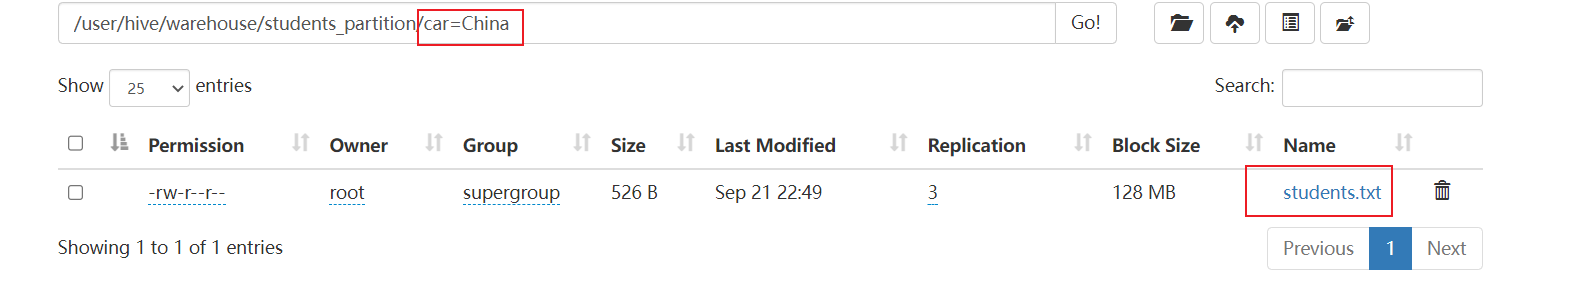 /user/hive/warehouse/students_partition/car=China Go!
Show 25 entries Search:
Permission Owner Group Size Last Modified Replication Block Size Name
-rw-r--r-- root supergroup 526 B Sep 21 22:49 3 128 MB students.txt
Showing 1 to 1 of 1 entries Previous 1 Next